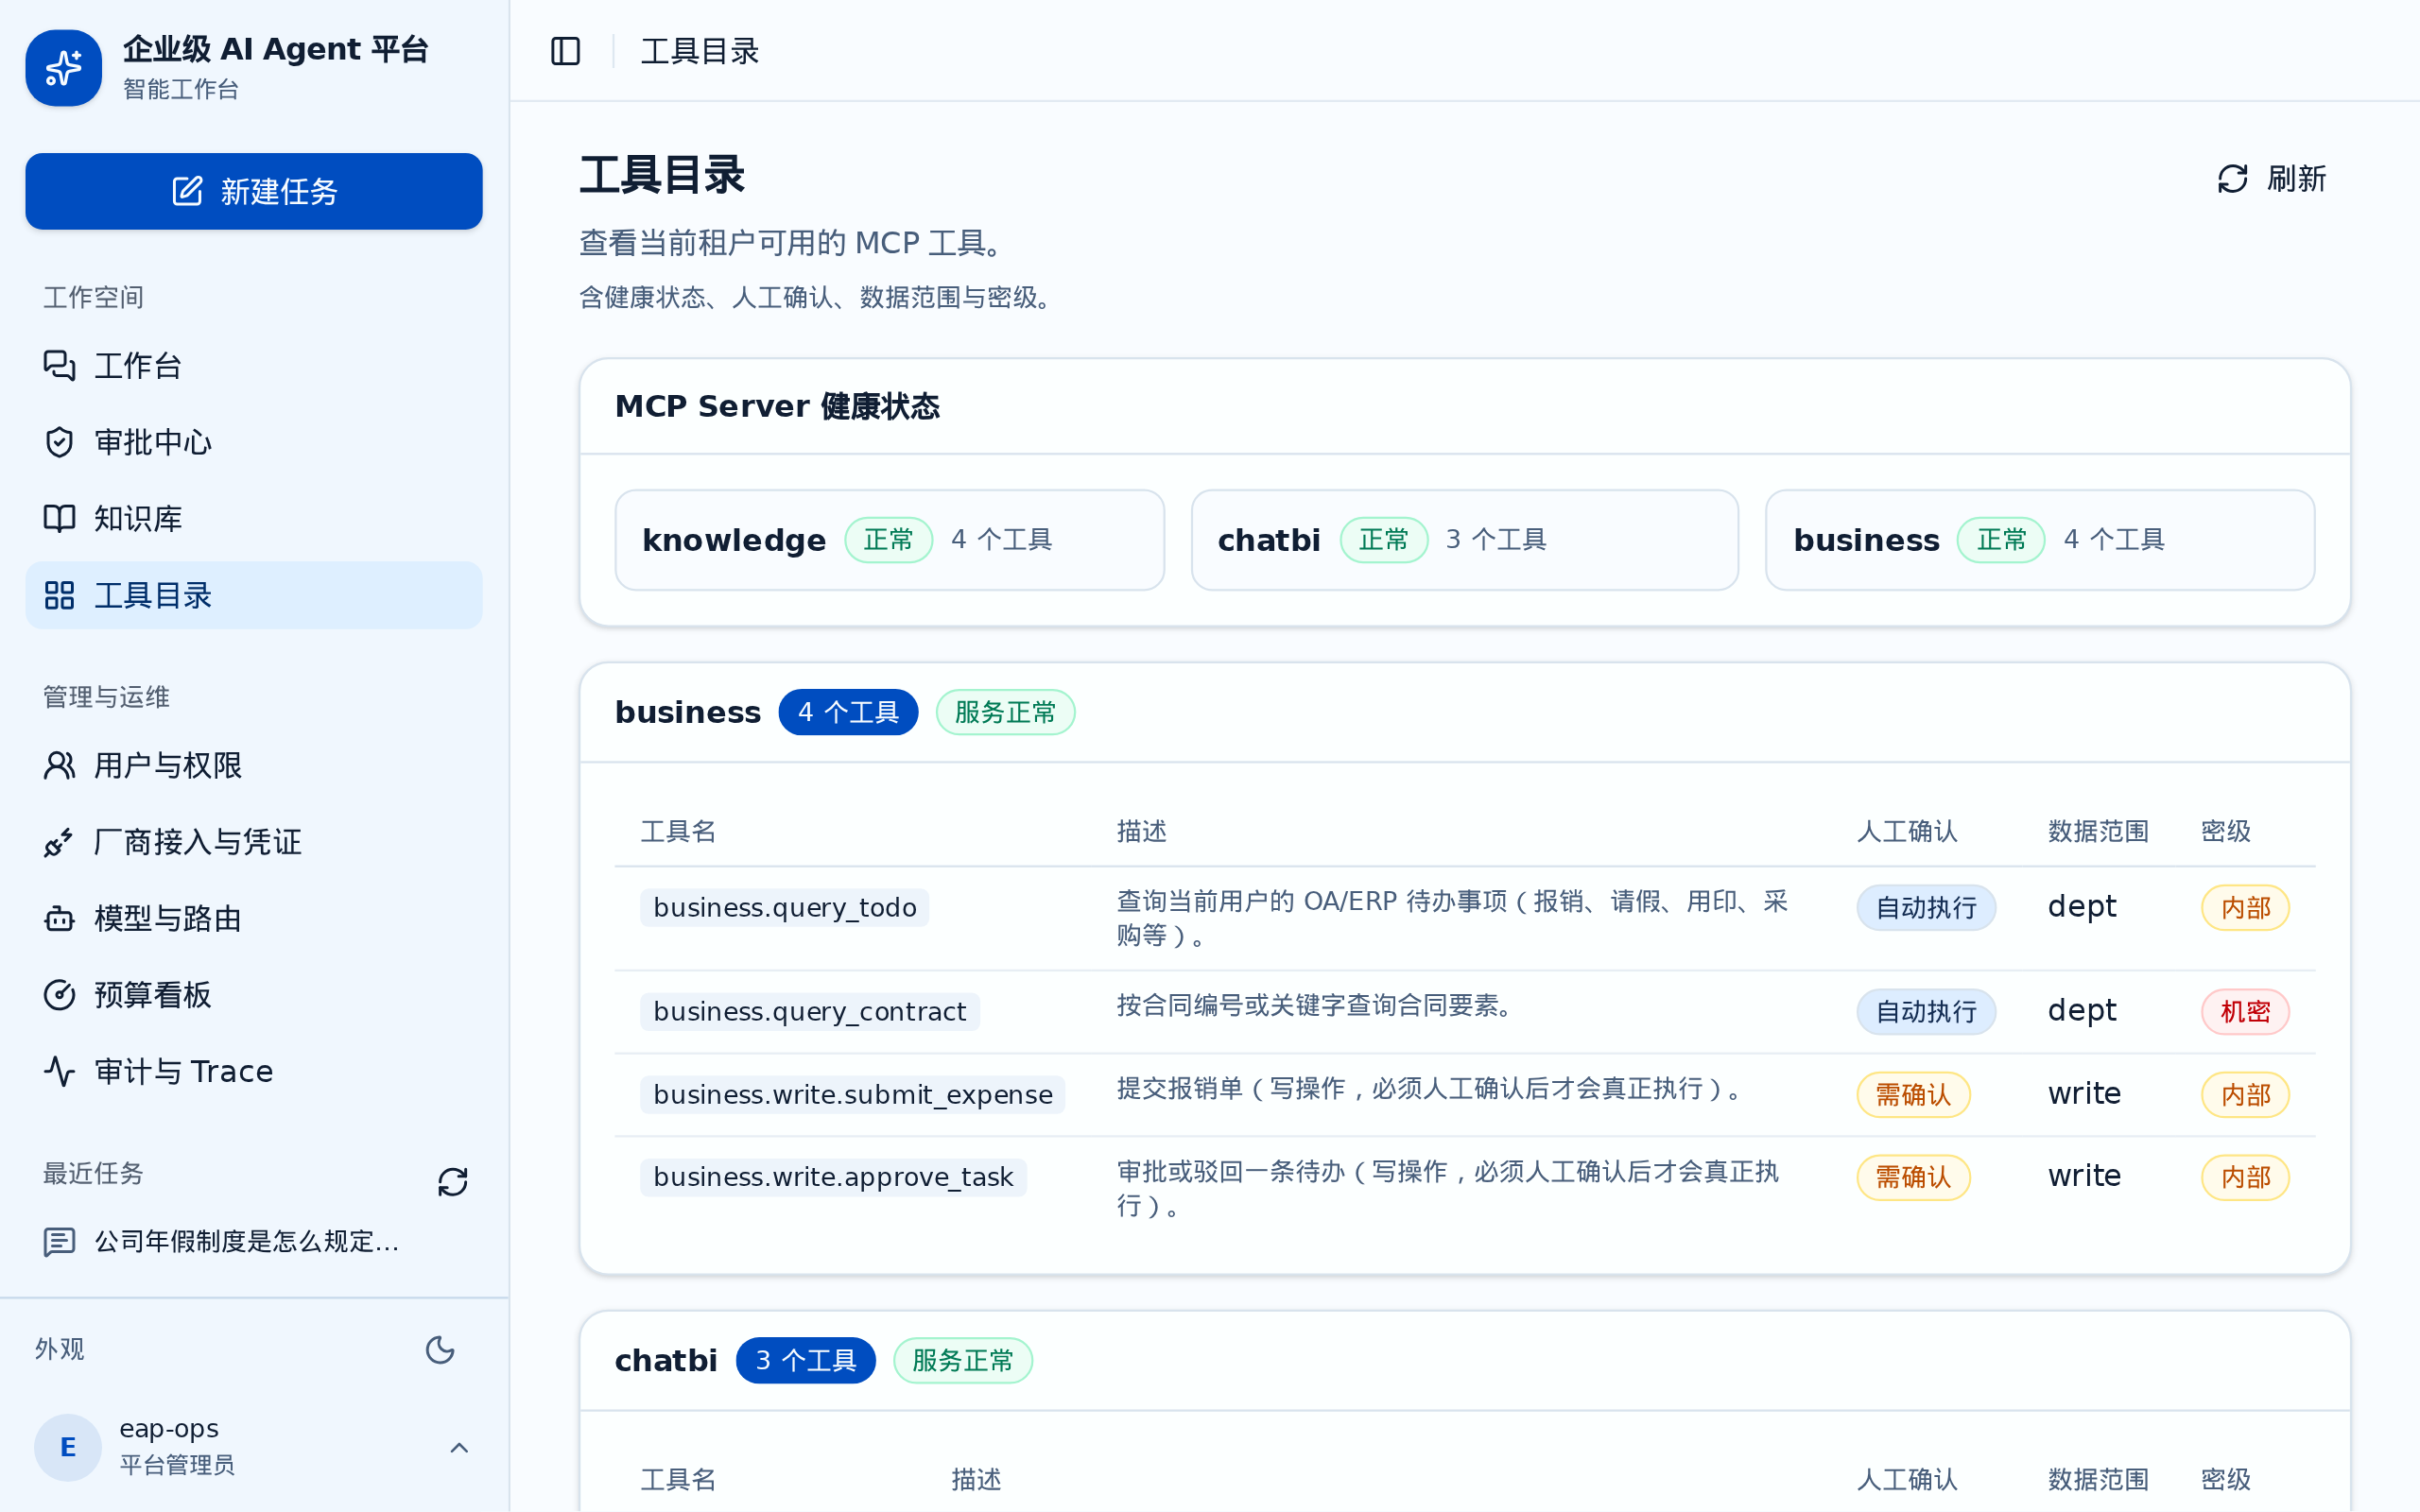 企业级 AI Agent 平台
智能工作台
新建任务
工作空间
工作台
审批中心
知识库
工具目录
管理与运维
用户与权限
厂商接入与凭证
模型与路由
预算看板
审计与 Trace
最近任务
公司年假制度是怎么规定...
外观
E
eap-ops
平台管理员
工具目录
工具目录
刷新
查看当前租户可用的 MCP 工具。
含健康状态、人工确认、数据范围与密级。
MCP Server 健康状态
knowledge 正常 4 个工具
chatbi 正常 3 个工具
business 正常 4 个工具
business 4 个工具 服务正常
工具名 描述 人工确认 数据范围 密级
business.query_todo 查询当前用户的 OA/ERP 待办事项（报销、请假、用印、采 自动执行 dept 内部
购等）。
business.query_contract 按合同编号或关键字查询合同要素。 自动执行 dept 机密
business.write.submit_expense 提交报销单（写操作，必须人工确认后才会真正执行）。 需确认 write 内部
business.write.approve_task 审批或驳回一条待办（写操作，必须人工确认后才会真正执 需确认 write 内部
行）。
chatbi 3 个工具 服务正常
工具名 描述 人工确认 数据范围 密级